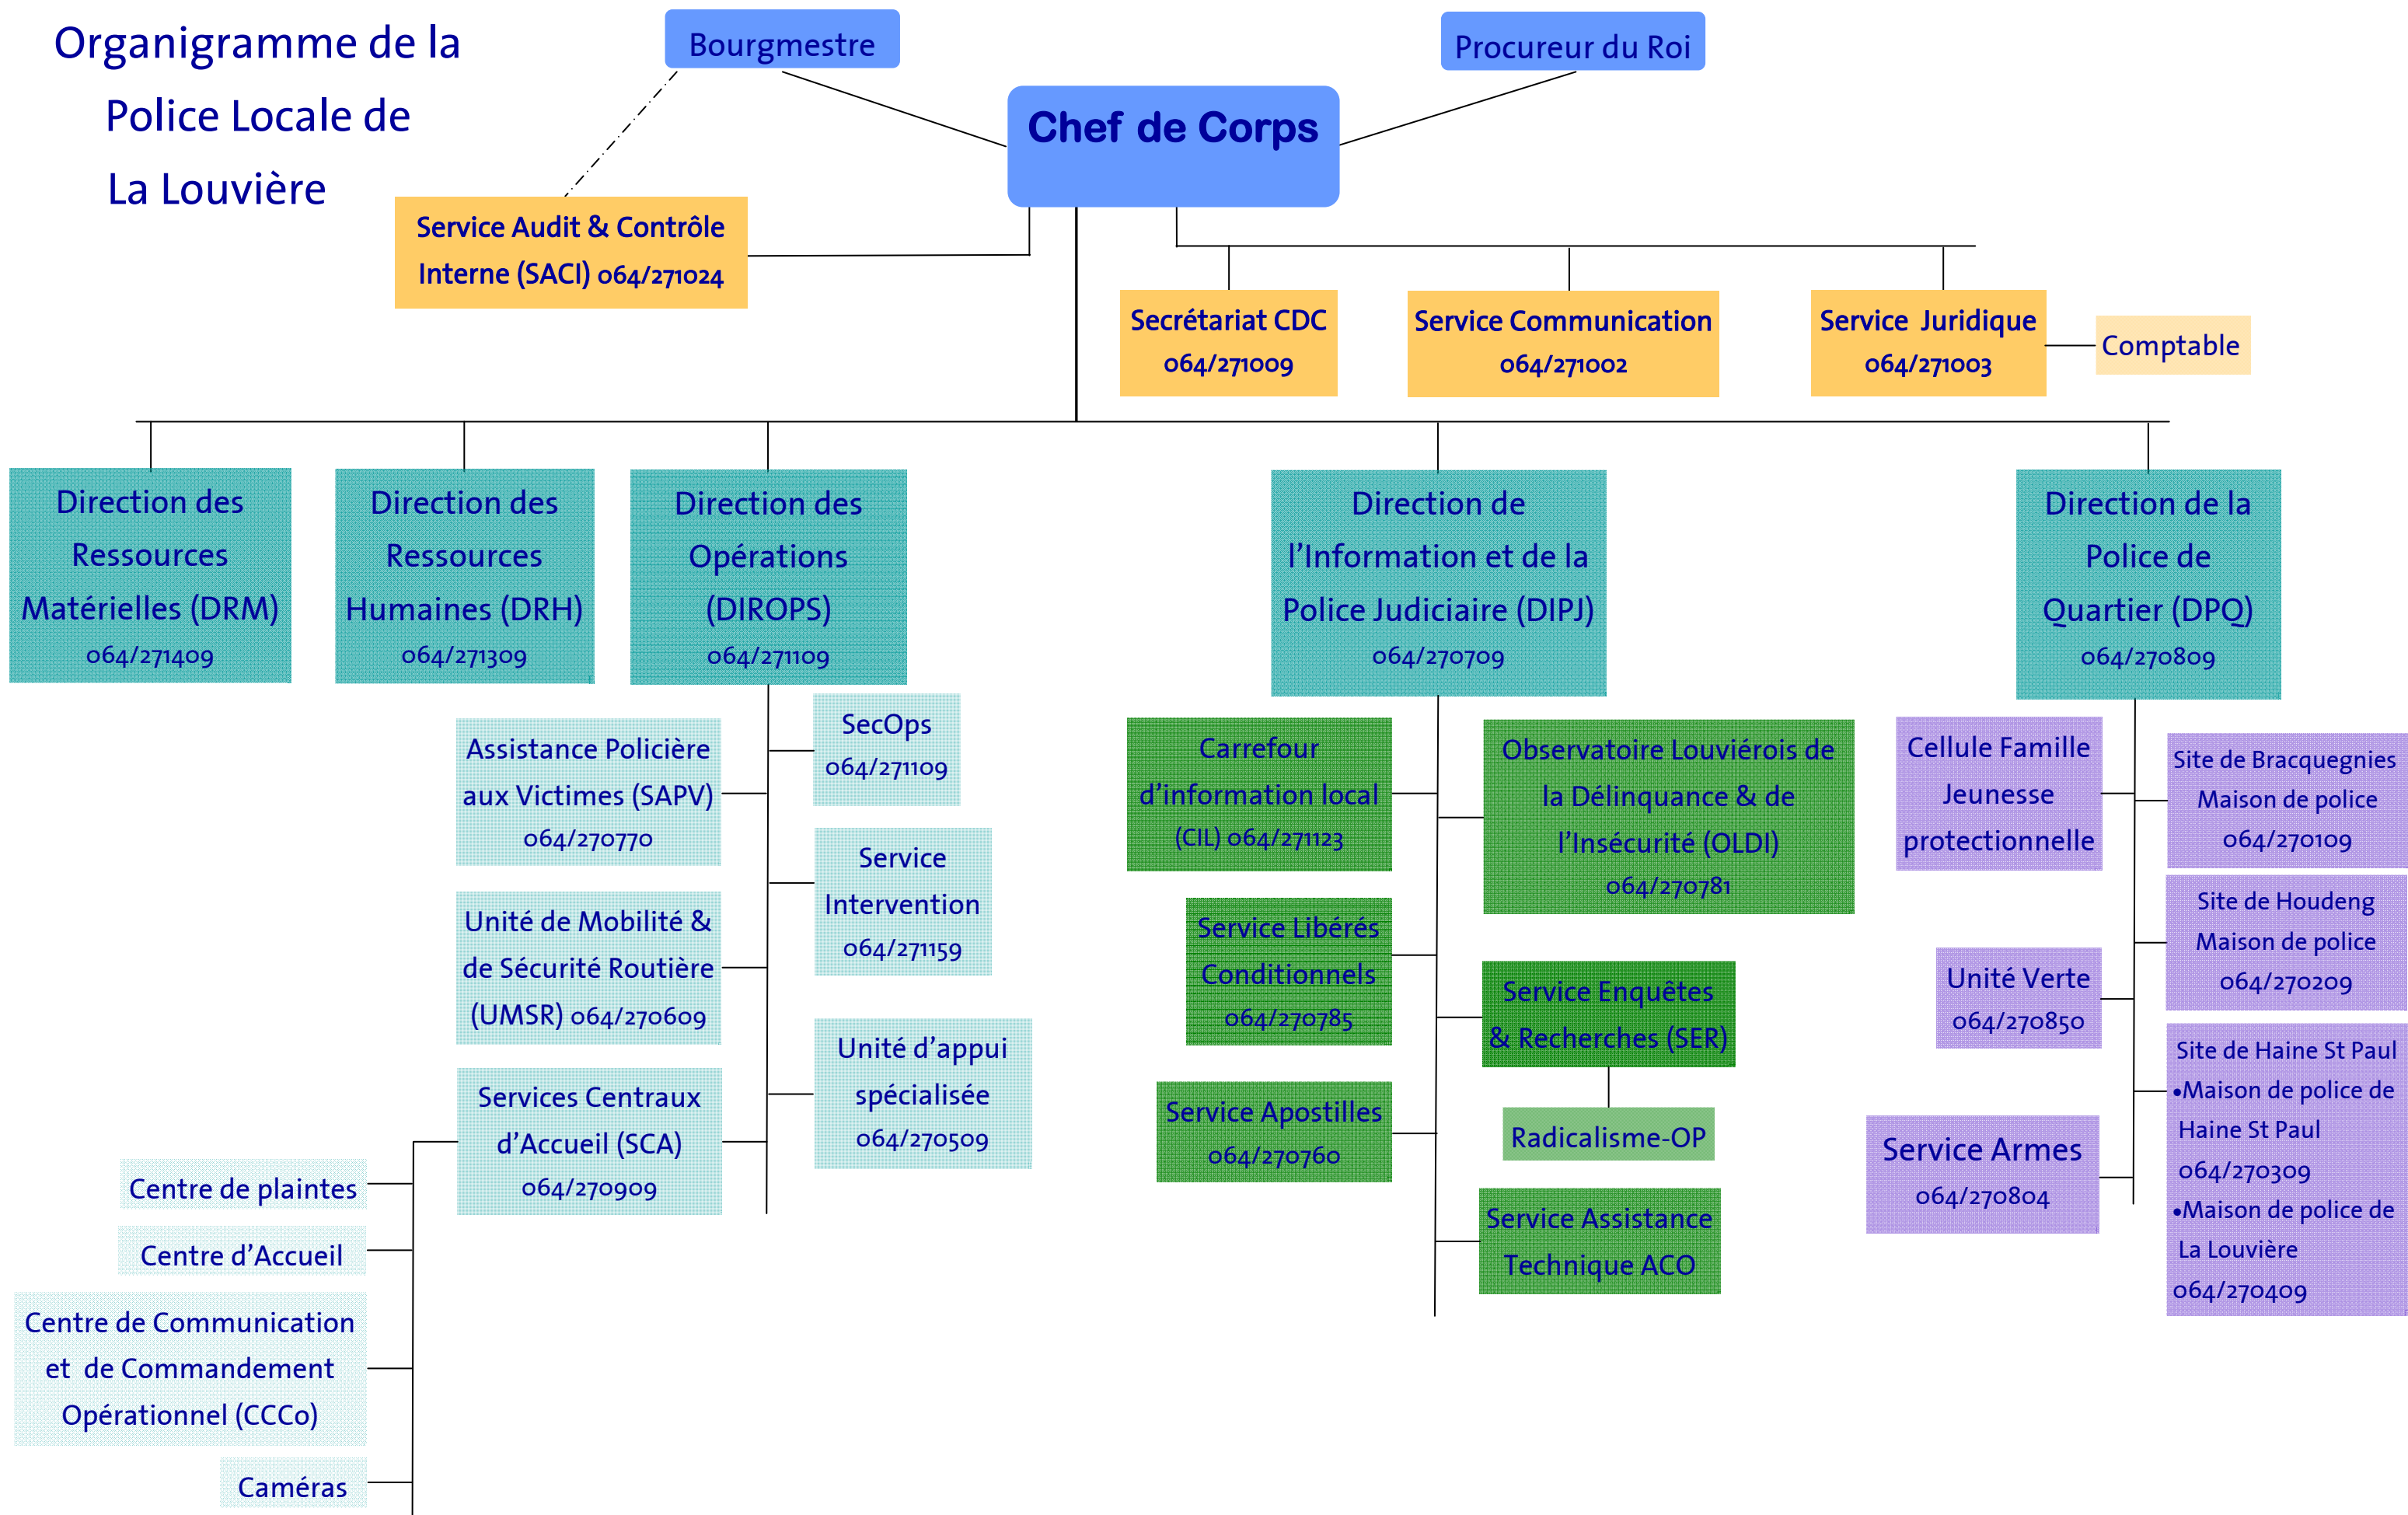 Organigramme de la
Police Locale de
La Louvière
Bourgmestre
Procureur du Roi
Chef de Corps
Service Audit & Contrôle
Interne (SACI) 064/271024
Secrétariat CDC
064/271009
Service Communication
064/271002
Service Juridique
064/271003
Comptable
Direction des
Ressources
Matérielles (DRM)
064/271409
Direction des
Ressources
Humaines (DRH)
064/271309
Direction des
Opérations
(DIROPS)
064/271109
Direction de
l’Information et de la
Police Judiciaire (DIPJ)
064/270709
Direction de la
Police de
Quartier (DPQ)
064/270809
Assistance Policière
aux Victimes (SAPV)
064/270770
Unité de Mobilité &
de Sécurité Routière
(UMSR) 064/270609
Services Centraux
d’Accueil (SCA)
064/270909
Centre de plaintes
Centre d’Accueil
Centre de Communication
et de Commandement
Opérationnel (CCCo)
Caméras
SecOps
064/271109
Service
Intervention
064/271159
Unité d’appui
spécialisée
064/270509
Carrefour
d’information local
(CIL) 064/271123
Service Libérés
Conditionnels
064/270785
Service Apostilles
064/270760
Observatoire Louviérois de
la Délinquance & de
l’Insécurité (OLDI)
064/270781
Service Enquêtes
& Recherches (SER)
Radicalisme-OP
Service Assistance
Technique ACO
Cellule Famille
Jeunesse
protectionnelle
Unité Verte
064/270850
Service Armes
064/270804
Site de Bracquegnies
Maison de police
064/270109
Site de Houdeng
Maison de police
064/270209
Site de Haine St Paul
•Maison de police de
Haine St Paul
064/270309
•Maison de police de
La Louvière
064/270409